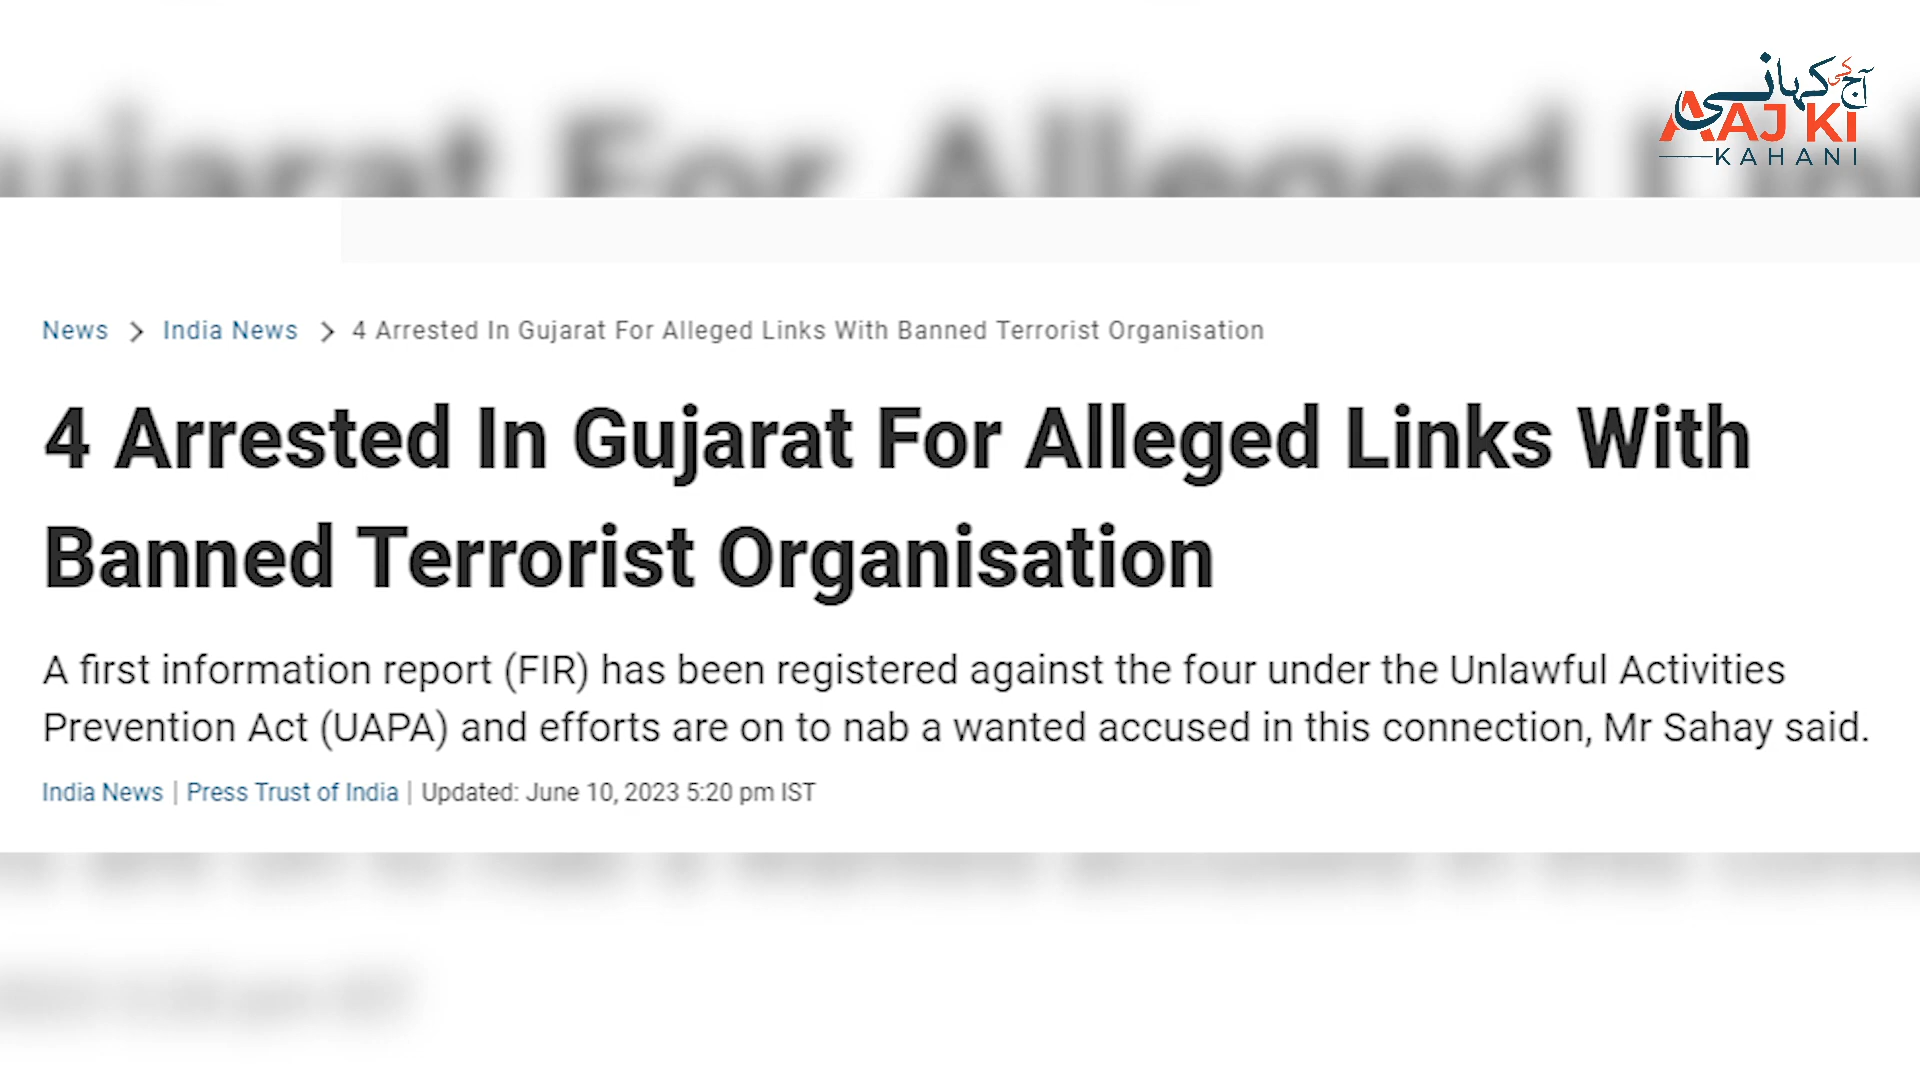 آج کی کہانی
AAJ KI
KAHANI
ujarat For Alleged Lin
News > India News > 4 Arrested In Gujarat For Alleged Links With Banned Terrorist Organisation
4 Arrested In Gujarat For Alleged Links With
Banned Terrorist Organisation
A first information report (FIR) has been registered against the four under the Unlawful Activities
Prevention Act (UAPA) and efforts are on to nab a wanted accused in this connection, Mr Sahay said.
India News | Press Trust of India | Updated: June 10, 2023 5:20 pm IST